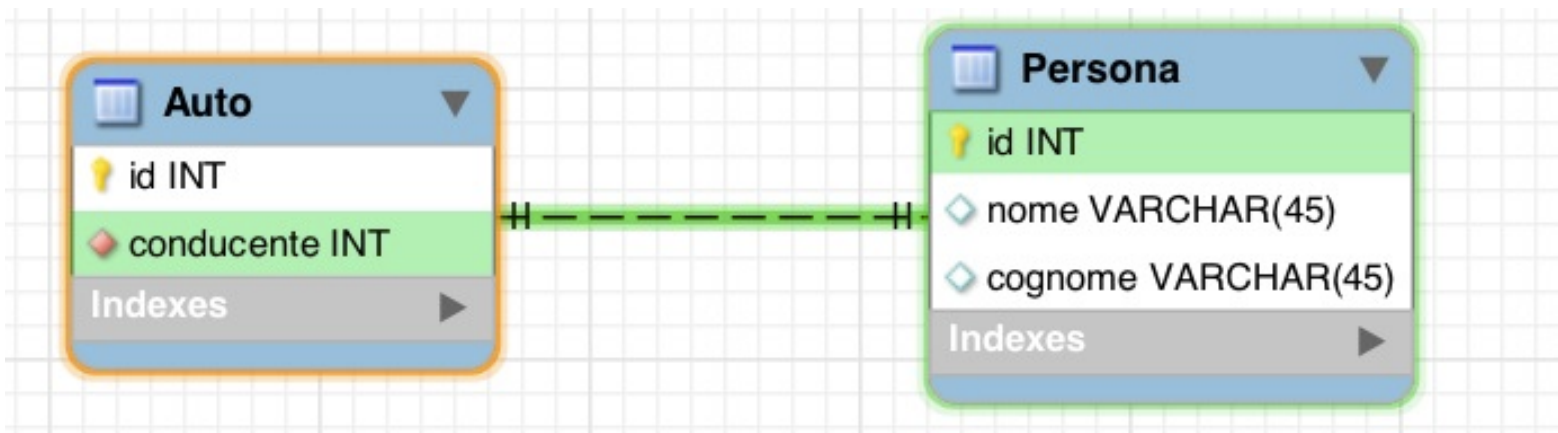 Auto
id INT
conducente INT
Indexes
Persona
id INT
nome VARCHAR(45)
cognome VARCHAR(45)
Indexes